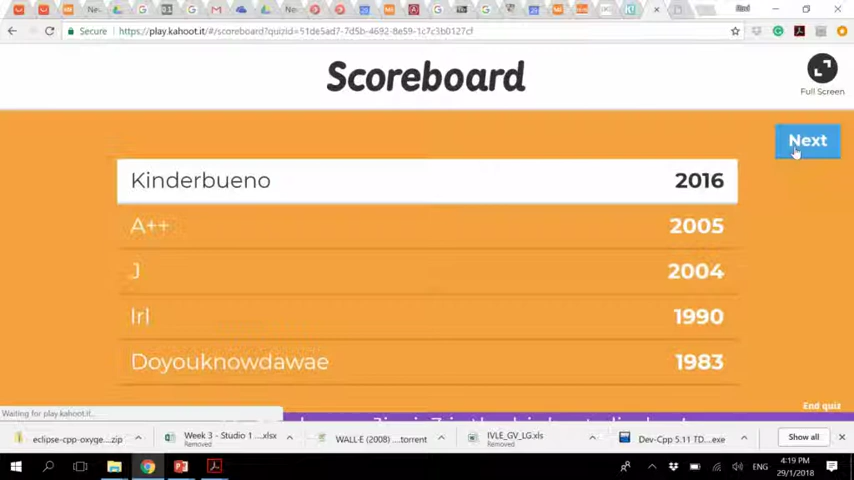 Secure
https://play.kahoot.it/#/scoreboard?quizid=51de5ad7-7d5b-4692-8e59-1c7c3b0127cf
Scoreboard
Full Screen
Next
Kinderbueno 2016
A++ 2005
J 2004
lrl 1990
Doyouknowdawae 1983
End quiz
Waiting for play.kahoot.it...
eclipse-cpp-oxyge....zip
Week 3 - Studio 1 ....xlsx
Removed
WALL-E (2008) ....torrent
IVLE_GV_LG.xls
Removed
Dev-Cpp 5.11 TD....exe
Show all
ENG
4:19 PM
29/1/2018